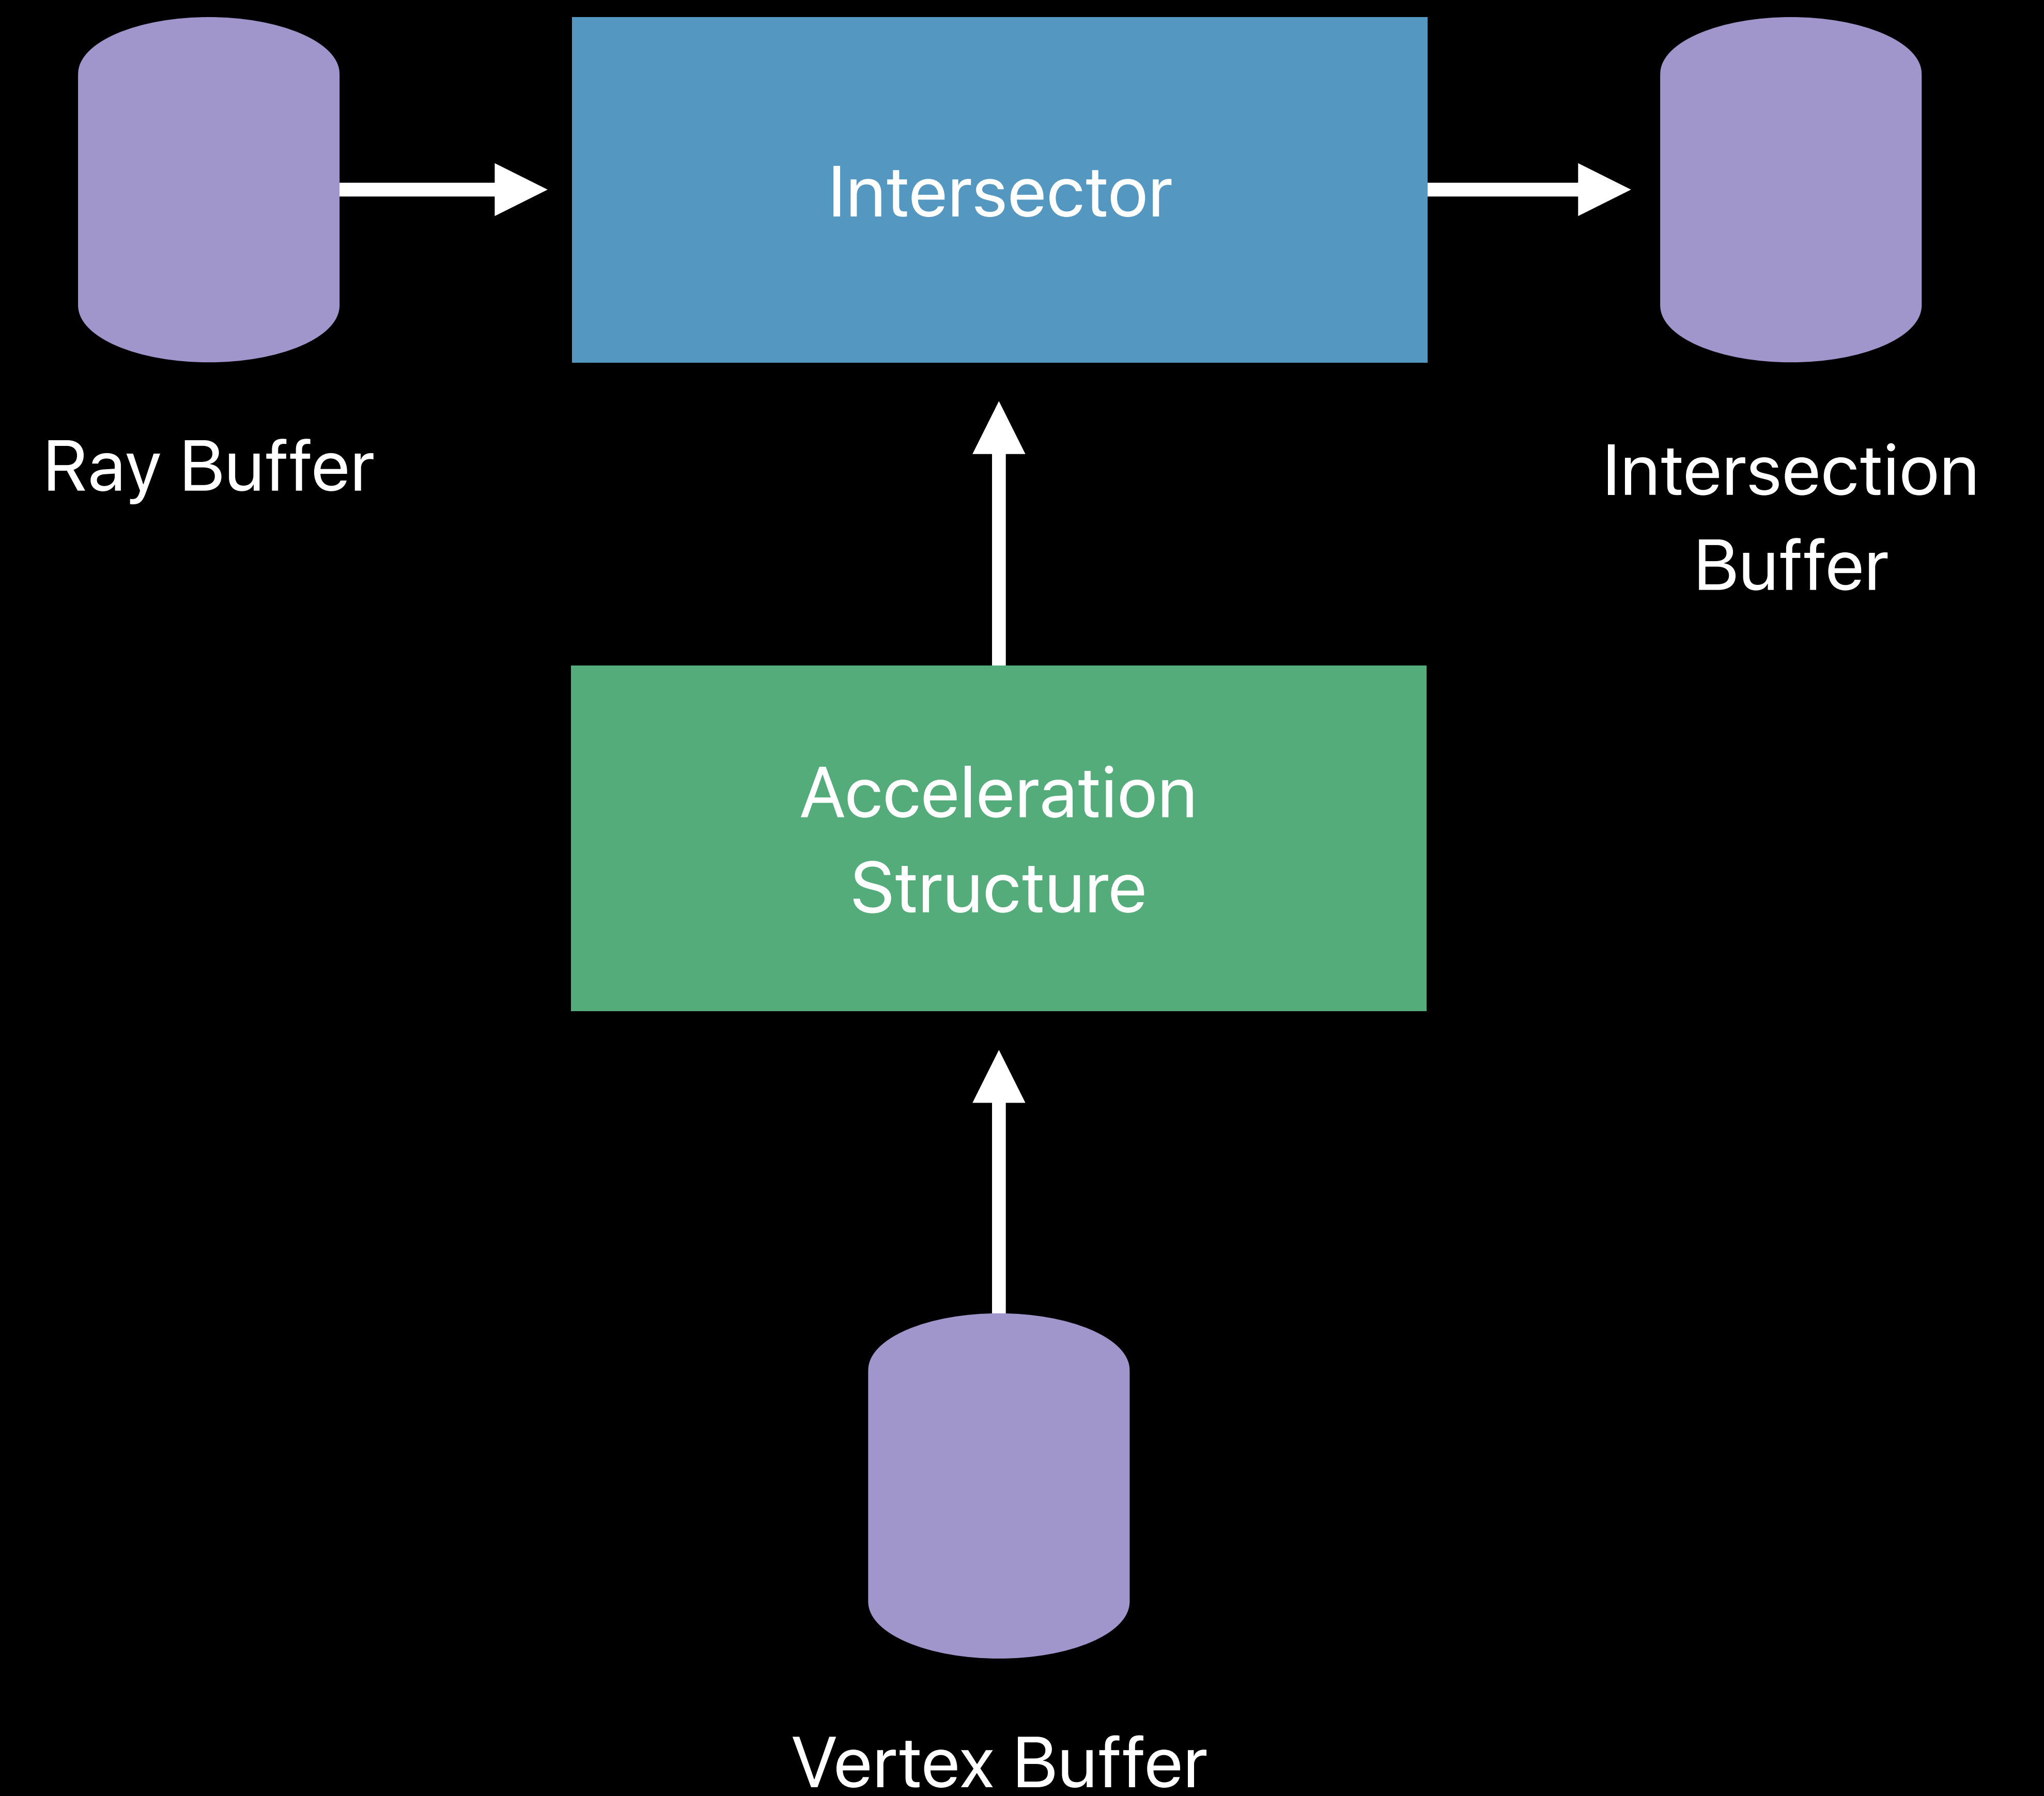 Intersector
Ray Buffer
Intersection
Buffer
Acceleration
Structure
Vertex Buffer